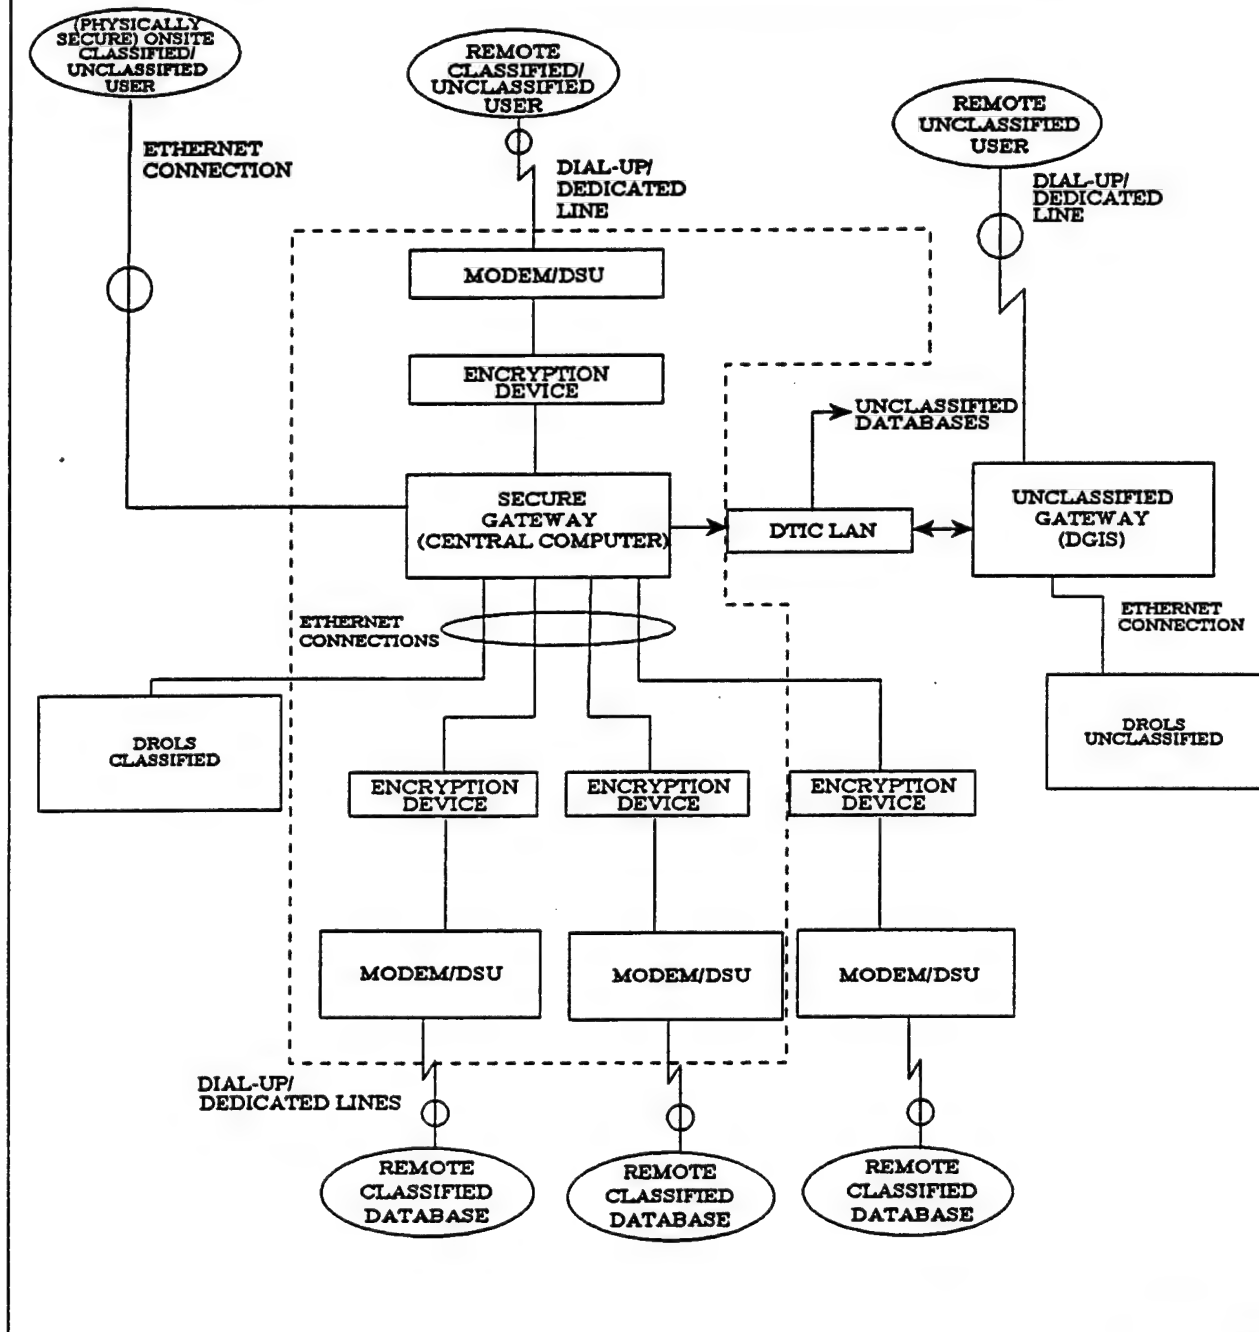 (PHYSICALLY
SECURE) ONSITE
CLASSIFIED/
UNCLASSIFIED
USER
REMOTE
CLASSIFIED/
UNCLASSIFIED
USER
REMOTE
UNCLASSIFIED
USER
ETHERNET
CONNECTION
DIAL-UP/
DEDICATED
LINE
DIAL-UP/
DEDICATED
LINE
MODEM/DSU
ENCRYPTION
DEVICE
UNCLASSIFIED
DATABASES
SECURE
GATEWAY
(CENTRAL COMPUTER)
DTIC LAN
UNCLASSIFIED
GATEWAY
(DGIS)
ETHERNET
CONNECTIONS
ETHERNET
CONNECTION
DROLS
CLASSIFIED
DROLS
UNCLASSIFIED
ENCRYPTION
DEVICE
ENCRYPTION
DEVICE
ENCRYPTION
DEVICE
MODEM/DSU
MODEM/DSU
MODEM/DSU
DIAL-UP/
DEDICATED LINES
REMOTE
CLASSIFIED
DATABASE
REMOTE
CLASSIFIED
DATABASE
REMOTE
CLASSIFIED
DATABASE